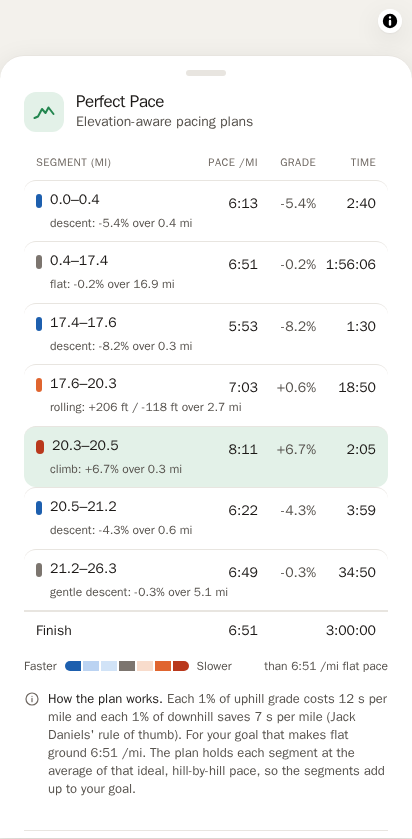 Perfect Pace
Elevation-aware pacing plans
SEGMENT (MI) PACE /MI GRADE TIME
0.0–0.4 6:13 -5.4% 2:40
descent: -5.4% over 0.4 mi
0.4–17.4 6:51 -0.2% 1:56:06
flat: -0.2% over 16.9 mi
17.4–17.6 5:53 -8.2% 1:30
descent: -8.2% over 0.3 mi
17.6–20.3 7:03 +0.6% 18:50
rolling: +206 ft / -118 ft over 2.7 mi
20.3–20.5 8:11 +6.7% 2:05
climb: +6.7% over 0.3 mi
20.5–21.2 6:22 -4.3% 3:59
descent: -4.3% over 0.6 mi
21.2–26.3 6:49 -0.3% 34:50
gentle descent: -0.3% over 5.1 mi
Finish 6:51 3:00:00
Faster Slower than 6:51 /mi flat pace
How the plan works. Each 1% of uphill grade costs 12 s per
mile and each 1% of downhill saves 7 s per mile (Jack
Daniels' rule of thumb). For your goal that makes flat
ground 6:51 /mi. The plan holds each segment at the
average of that ideal, hill-by-hill pace, so the segments add
up to your goal.